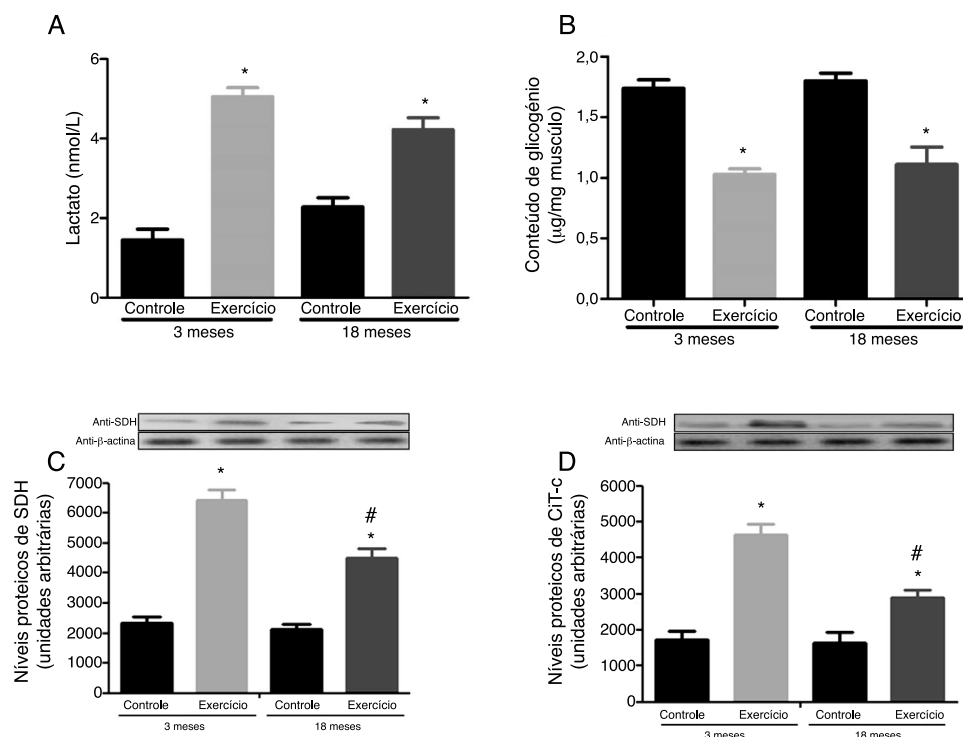 A
Lactato (nmol/L)
6
*
*
4
2
0
Controle Exercício Controle Exercício
3 meses 18 meses
B
Conteúdo de glicogénio
(μg/mg muscúlo)
2,0
1,5
*
*
1,0
0,5
0,0
Controle Exercício Controle Exercício
3 meses 18 meses
Anti-SDH
Anti-β-actina
C
Níveis proteicos de SDH
(unidades arbitrárias)
7000
*
6000
5000
#
*
4000
3000
2000
1000
0
Controle Exercício Controle Exercício
3 meses 18 meses
Anti-SDH
Anti-β-actina
D
Níveis proteicos de CiT-c
(unidades arbitrárias)
6000
*
5000
4000
#
*
3000
2000
1000
0
Controle Exercício Controle Exercício
3 meses 18 meses